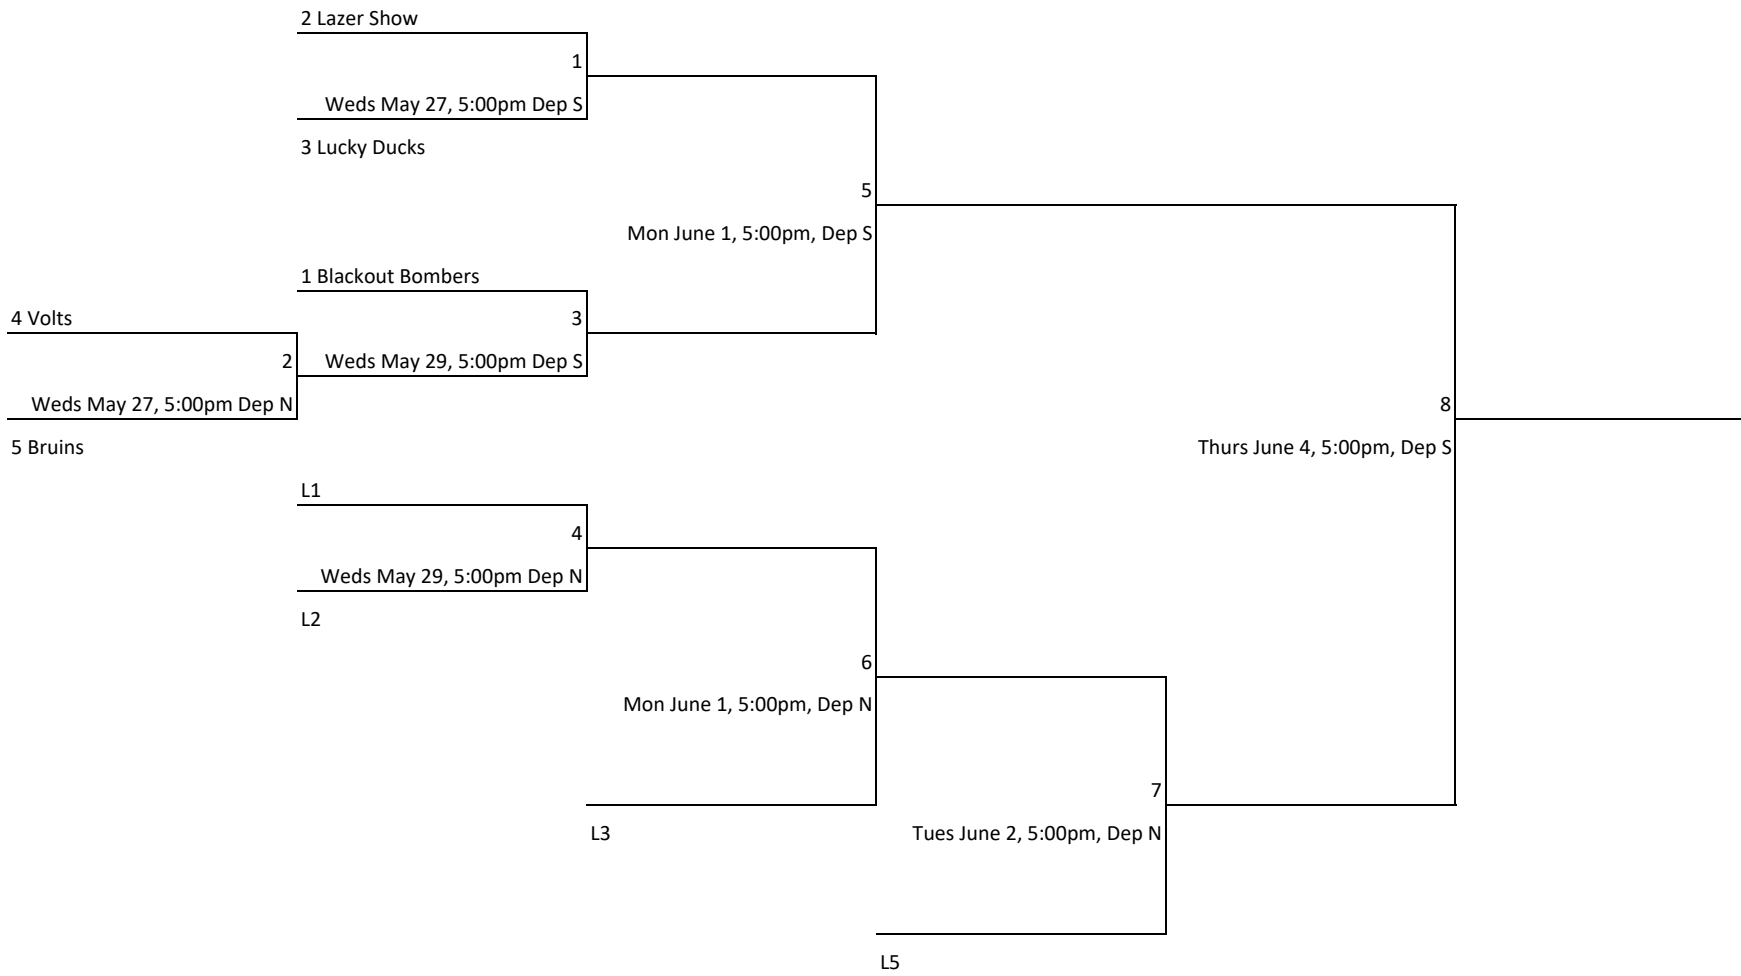 2 Lazer Show
1
Weds May 27, 5:00pm Dep S
3 Lucky Ducks
5
Mon June 1, 5:00pm, Dep S
1 Blackout Bombers
4 Volts
3
2
Weds May 29, 5:00pm Dep S
Weds May 27, 5:00pm Dep N
8
5 Bruins
Thurs June 4, 5:00pm, Dep S
L1
4
Weds May 29, 5:00pm Dep N
L2
6
Mon June 1, 5:00pm, Dep N
7
L3
Tues June 2, 5:00pm, Dep N
L5